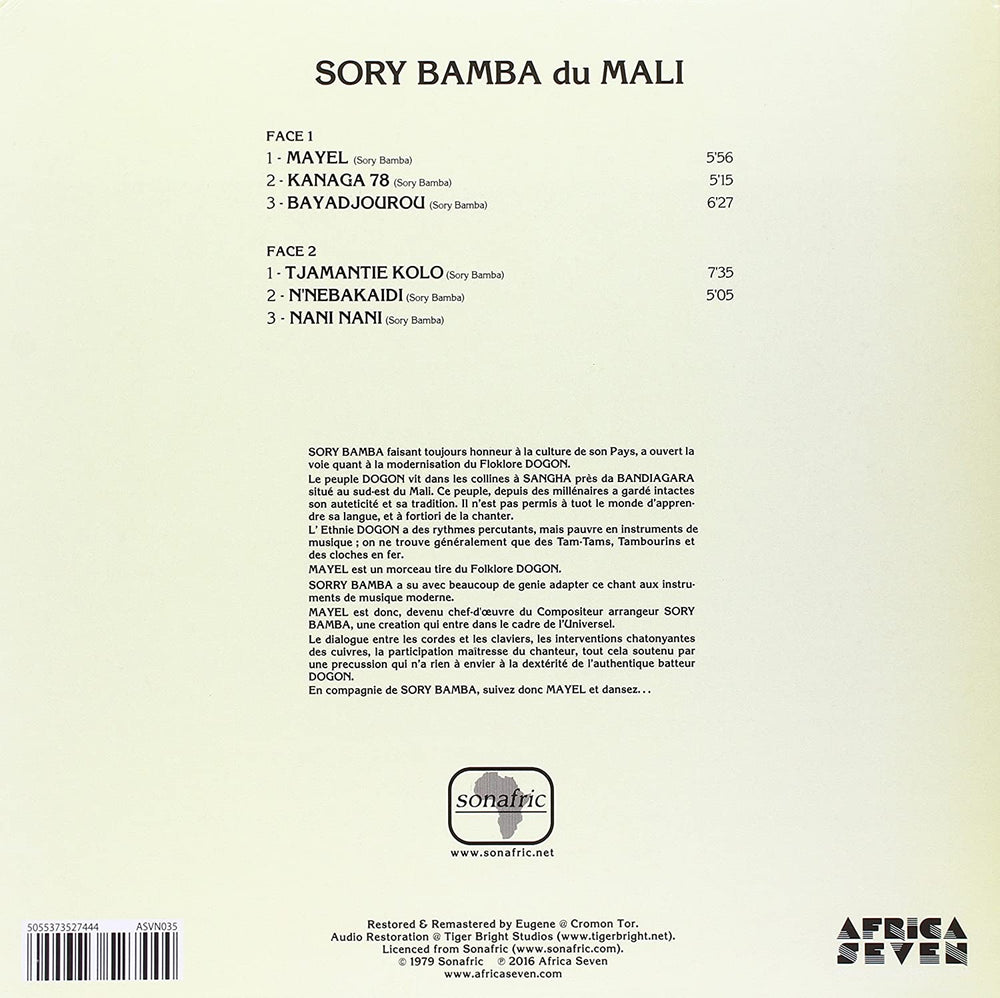 SORY BAMBA du MALI
FACE 1
1 - MAYEL (Sory Bamba) 5'56
2 - KANAGA 78 (Sory Bamba) 5'15
3 - BAYADJOUROU (Sory Bamba) 6'27
FACE 2
1 - TJAMANTIE KOLO (Sory Bamba) 7'35
2 - N'NEBAKAIDI (Sory Bamba) 5'05
3 - NANI NANI (Sory Bamba)
SORY BAMBA faisant toujours honneur à la culture de son Pays, a ouvert la
voie quant à la modernisation du Floklore DOGON.
Le peuple DOGON vit dans les collines à SANGHA près da BANDIAGARA
situé au sud-est du Mali. Ce peuple, depuis des millénaires a gardé intactes
son auteticité et sa tradition. Il n'est pas permis à tuot le monde d'appren-
dre sa langue, et à fortiori de la chanter.
L' Ethnie DOGON a des rythmes percutants, mais pauvre en instruments de
musique ; on ne trouve généralement que des Tam-Tams, Tambourins et
des cloches en fer.
MAYEL est un morceau tire du Folklore DOGON.
SORRY BAMBA a su avec beaucoup de genie adapter ce chant aux instru-
ments de musique moderne.
MAYEL est donc, devenu chef-d'œuvre du Compositeur arrangeur SORY
BAMBA, une creation qui entre dans le cadre de l'Universel.
Le dialogue entre les cordes et les claviers, les interventions chatonyantes
des cuivres, la participation maîtresse du chanteur, tout cela soutenu par
une precussion qui n'a rien à envier à la dextérité de l'authentique batteur
DOGON.
En compagnie de SORY BAMBA, suivez donc MAYEL et dansez...
sonafric
www.sonafric.net
5055373527444 ASVN035
Restored & Remastered by Eugene @ Cromon Tor.
Audio Restoration @ Tiger Bright Studios (www.tigerbright.net).
Licenced from Sonafric (www.sonafric.com).
© 1979 Sonafric ℗ 2016 Africa Seven
www.africaseven.com
AFRICA
SEVEN